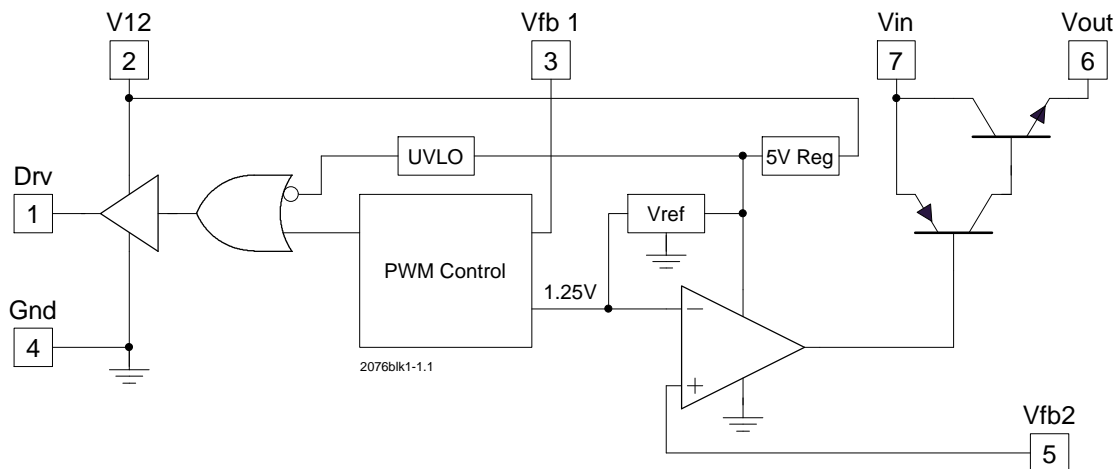 V12
2
Vfb 1
3
Vin
7
Vout
6
UVLO
5V Reg
Drv
1
Vref
PWM Control
1.25V
−
Gnd
4
2076blk1-1.1
+
Vfb2
5